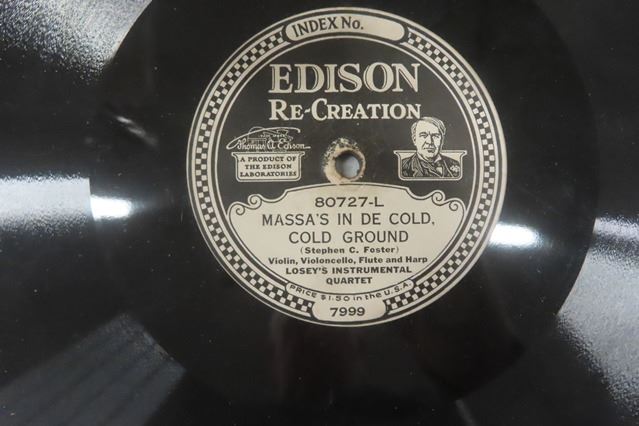 INDEX No.
EDISON
RE-CREATION
Thomas A Edison
A PRODUCT OF
THE EDISON
LABORATORIES
80727-L
MASSA'S IN DE COLD,
COLD GROUND
(Stephen C. Foster)
Violin, Violoncello, Flute and Harp
LOSEY'S INSTRUMENTAL
QUARTET
PRICE $1.50 in the U.S.A.
7999